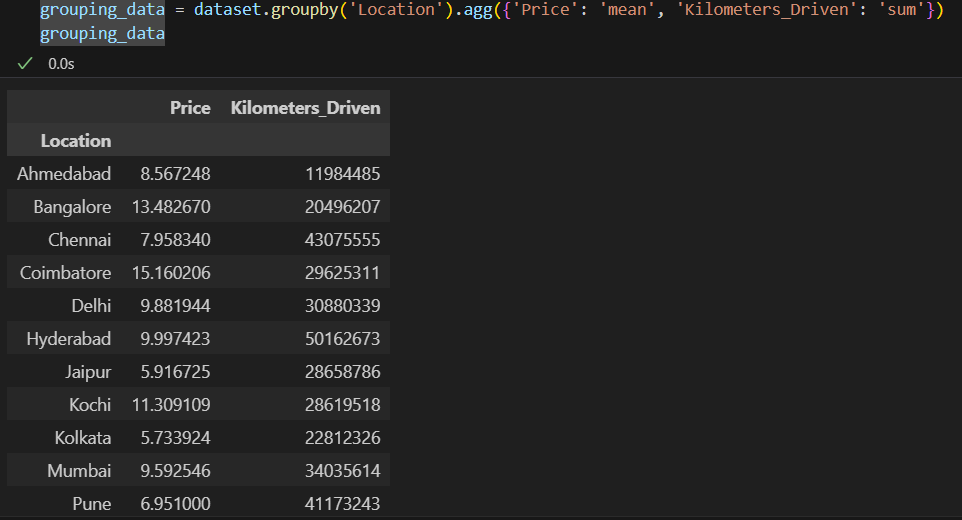 grouping_data = dataset.groupby('Location').agg({'Price': 'mean', 'Kilometers_Driven': 'sum'})
grouping_data
✓ 0.0s
Price Kilometers_Driven
Location
Ahmedabad 8.567248 11984485
Bangalore 13.482670 20496207
Chennai 7.958340 43075555
Coimbatore 15.160206 29625311
Delhi 9.881944 30880339
Hyderabad 9.997423 50162673
Jaipur 5.916725 28658786
Kochi 11.309109 28619518
Kolkata 5.733924 22812326
Mumbai 9.592546 34035614
Pune 6.951000 41173243